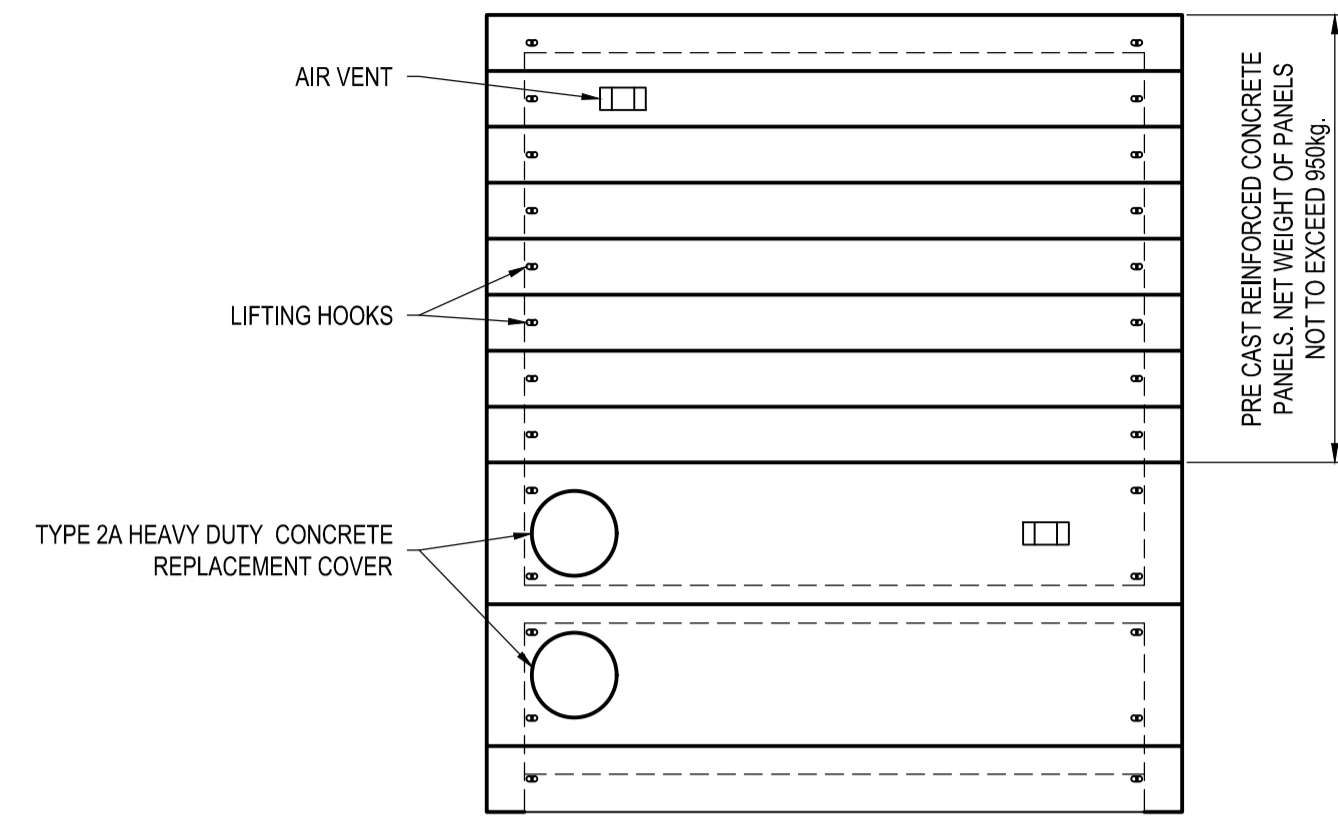 AIR VENT
LIFTING HOOKS
TYPE 2A HEAVY DUTY CONCRETE
REPLACEMENT COVER
PRE CAST REINFORCED CONCRETE
PANELS. NET WEIGHT OF PANELS
NOT TO EXCEED 950kg.